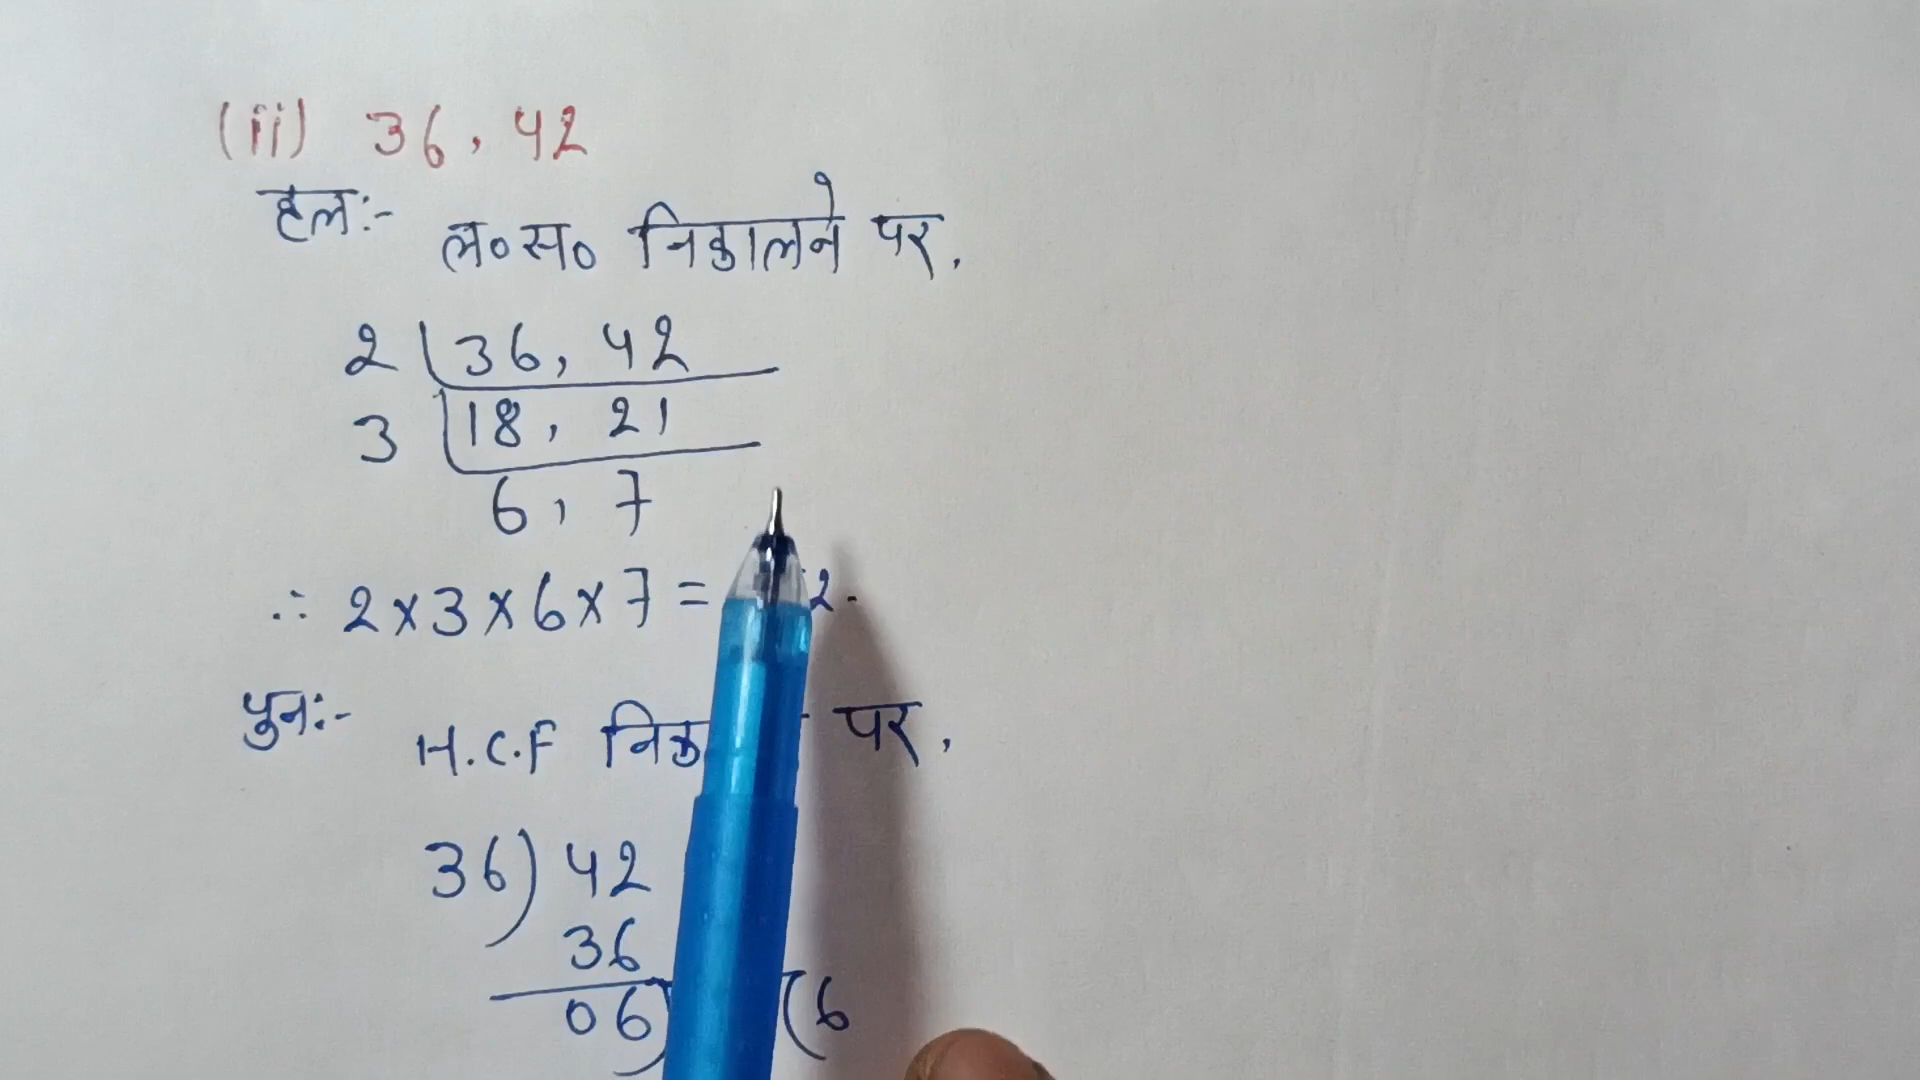 (ii) 36, 42
हलः-
ल०स० निकालने पर,
2 36, 42
3 18, 21
6, 7
∴ 2×3×6×7 =
पुनः-
H.C.F पर,
36) 42
36
06) (6